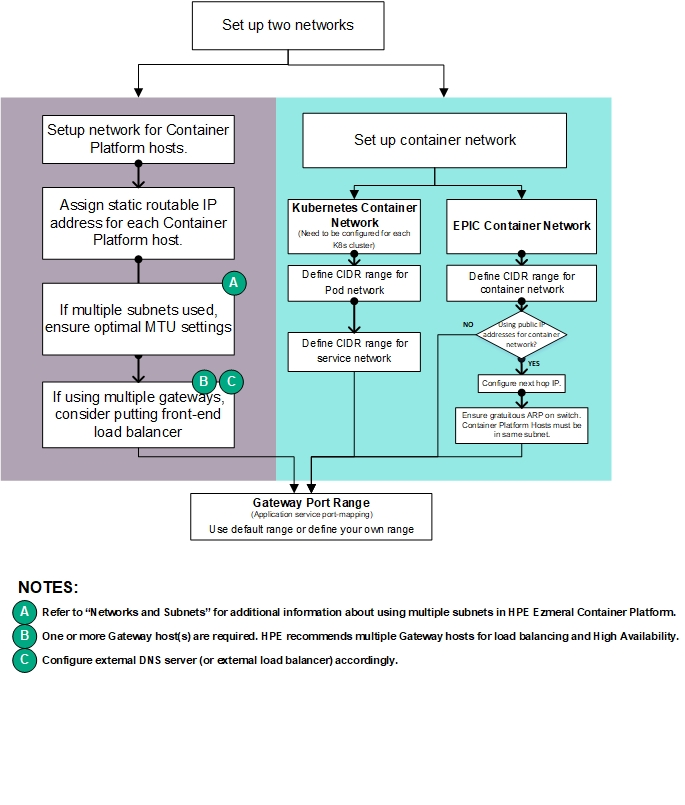 Set up two networks
Setup network for Container
Platform hosts.
Assign static routable IP
address for each Container
Platform host.
A
If multiple subnets used,
ensure optimal MTU settings
B C
If using multiple gateways,
consider putting front-end
load balancer
Set up container network
Kubernetes Container
Network
(Need to be configured for each
K8s cluster)
Define CIDR range for
Pod network
Define CIDR range for
service network
EPIC Container Network
Define CIDR range for
container network
Using public IP
addresses for container
network?
NO
YES
Configure next hop IP.
Ensure gratuitous ARP on switch.
Container Platform Hosts must be
in same subnet.
Gateway Port Range
(Application service port-mapping)
Use default range or define your own range
NOTES:
A Refer to “Networks and Subnets” for additional information about using multiple subnets in HPE Ezmeral Container Platform.
B One or more Gateway host(s) are required. HPE recommends multiple Gateway hosts for load balancing and High Availability.
C Configure external DNS server (or external load balancer) accordingly.